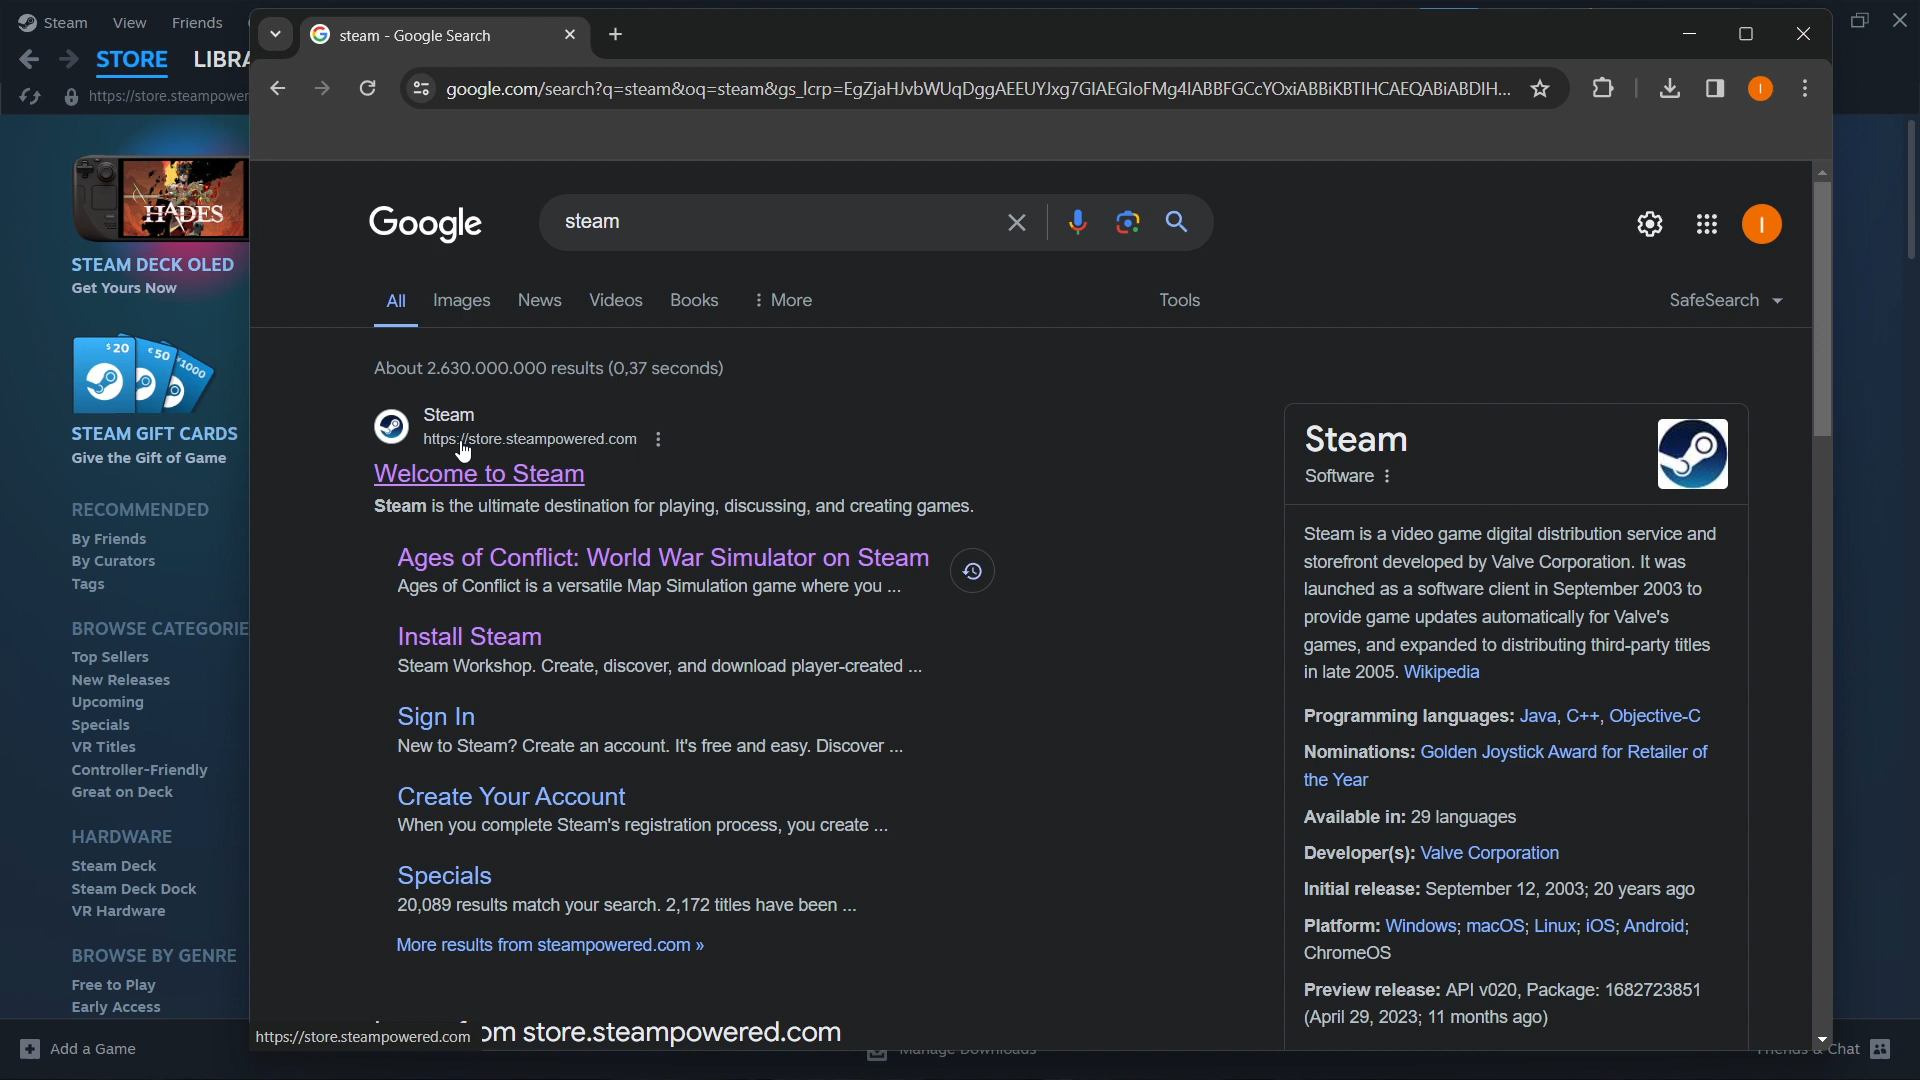 Steam View Friends
STORE LIBRA
https://store.steampower
HADES
STEAM DECK OLED
Get Yours Now
$20 €50 ¥1000
STEAM GIFT CARDS
Give the Gift of Game
RECOMMENDED
By Friends
By Curators
Tags
BROWSE CATEGORIE
Top Sellers
New Releases
Upcoming
Specials
VR Titles
Controller-Friendly
Great on Deck
HARDWARE
Steam Deck
Steam Deck Dock
VR Hardware
BROWSE BY GENRE
Free to Play
Early Access
Add a Game
steam - Google Search
google.com/search?q=steam&oq=steam&gs_lcrp=EgZjaHJvbWUqDggAEEUYJxg7GIAEGIoFMg4IABBFGCcYOxiABBiKBTIHCAEQABiABDIH...
I
Google
steam
I
All Images News Videos Books More Tools SafeSearch
About 2.630.000.000 results (0,37 seconds)
Steam
https://store.steampowered.com
Welcome to Steam
Steam is the ultimate destination for playing, discussing, and creating games.
Ages of Conflict: World War Simulator on Steam
Ages of Conflict is a versatile Map Simulation game where you ...
Install Steam
Steam Workshop. Create, discover, and download player-created ...
Sign In
New to Steam? Create an account. It's free and easy. Discover ...
Create Your Account
When you complete Steam's registration process, you create ...
Specials
20,089 results match your search. 2,172 titles have been ...
More results from steampowered.com »
om store.steampowered.com
https://store.steampowered.com
Steam
Software
Steam is a video game digital distribution service and
storefront developed by Valve Corporation. It was
launched as a software client in September 2003 to
provide game updates automatically for Valve's
games, and expanded to distributing third-party titles
in late 2005. Wikipedia
Programming languages: Java, C++, Objective-C
Nominations: Golden Joystick Award for Retailer of
the Year
Available in: 29 languages
Developer(s): Valve Corporation
Initial release: September 12, 2003; 20 years ago
Platform: Windows; macOS; Linux; iOS; Android;
ChromeOS
Preview release: API v020, Package: 1682723851
(April 29, 2023; 11 months ago)
Manage Downloads
Friends & Chat